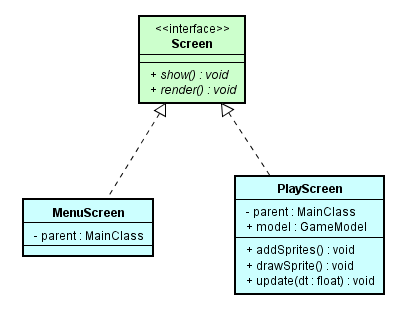 <<interface>>
Screen
+ show() : void
+ render() : void
MenuScreen
- parent : MainClass
PlayScreen
- parent : MainClass
+ model : GameModel
+ addSprites() : void
+ drawSprite() : void
+ update(dt : float) : void